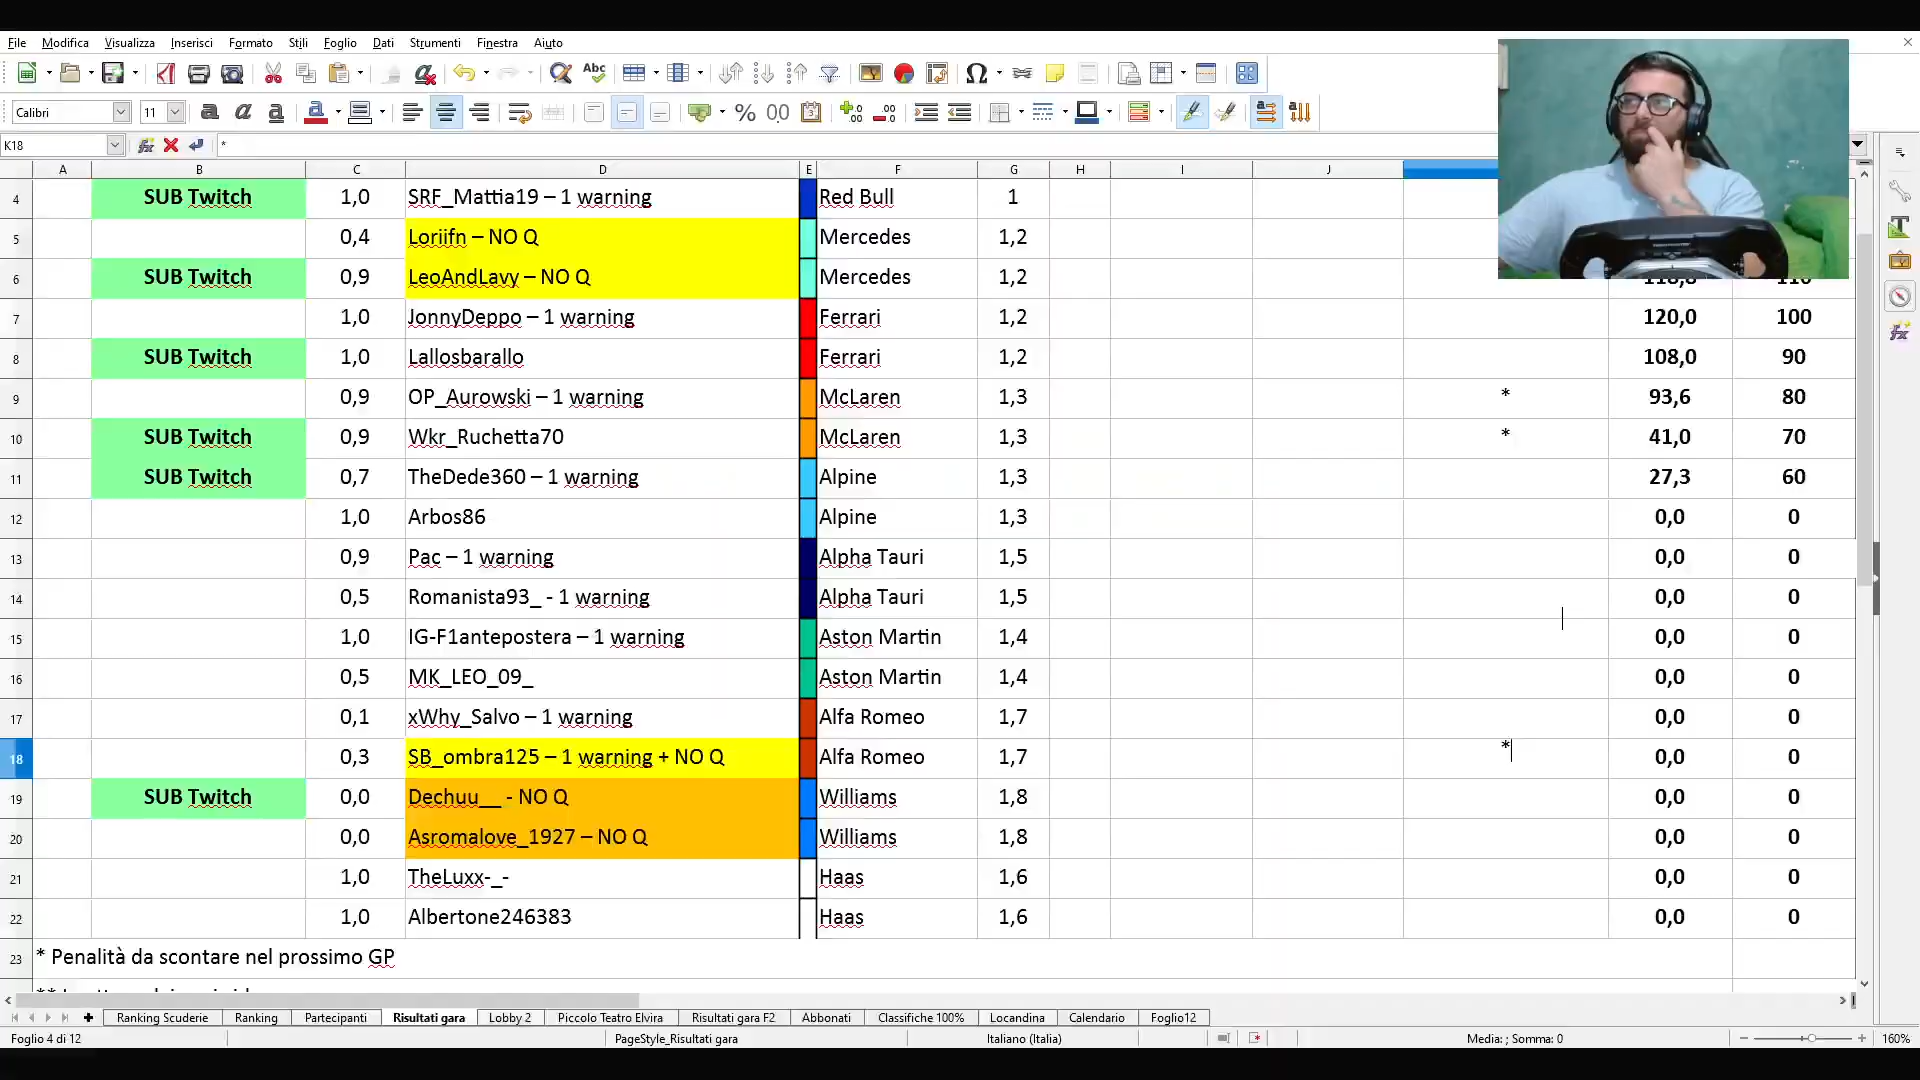 File Modifica Visualizza Inserisci Formato Stili Foglio Dati Strumenti Finestra Aiuto
Calibri 11
K18 *
A B C D E F G H I J
4 SUB Twitch 1,0 SRF_Mattia19 – 1 warning Red Bull 1
5 0,4 Loriifn – NO Q Mercedes 1,2
6 SUB Twitch 0,9 LeoAndLavy – NO Q Mercedes 1,2
7 1,0 JonnyDeppo – 1 warning Ferrari 1,2 120,0 100
8 SUB Twitch 1,0 Lallosbarallo Ferrari 1,2 108,0 90
9 0,9 OP_Aurowski – 1 warning McLaren 1,3 * 93,6 80
10 SUB Twitch 0,9 Wkr_Ruchetta70 McLaren 1,3 * 41,0 70
11 SUB Twitch 0,7 TheDede360 – 1 warning Alpine 1,3 27,3 60
12 1,0 Arbos86 Alpine 1,3 0,0 0
13 0,9 Pac – 1 warning Alpha Tauri 1,5 0,0 0
14 0,5 Romanista93_ - 1 warning Alpha Tauri 1,5 0,0 0
15 1,0 IG-F1antepostera – 1 warning Aston Martin 1,4 0,0 0
16 0,5 MK_LEO_09_ Aston Martin 1,4 0,0 0
17 0,1 xWhy_Salvo – 1 warning Alfa Romeo 1,7 0,0 0
18 0,3 SB_ombra125 – 1 warning + NO Q Alfa Romeo 1,7 * 0,0 0
19 SUB Twitch 0,0 Dechuu__ - NO Q Williams 1,8 0,0 0
20 0,0 Asromalove_1927 – NO Q Williams 1,8 0,0 0
21 1,0 TheLuxx-_- Haas 1,6 0,0 0
22 1,0 Albertone246383 Haas 1,6 0,0 0
23 * Penalità da scontare nel prossimo GP
Ranking Scuderie Ranking Partecipanti Risultati gara Lobby 2 Piccolo Teatro Elvira Risultati gara F2 Abbonati Classifiche 100% Locandina Calendario Foglio12
Foglio 4 di 12 PageStyle_Risultati gara Italiano (Italia) Media: ; Somma: 0 160%